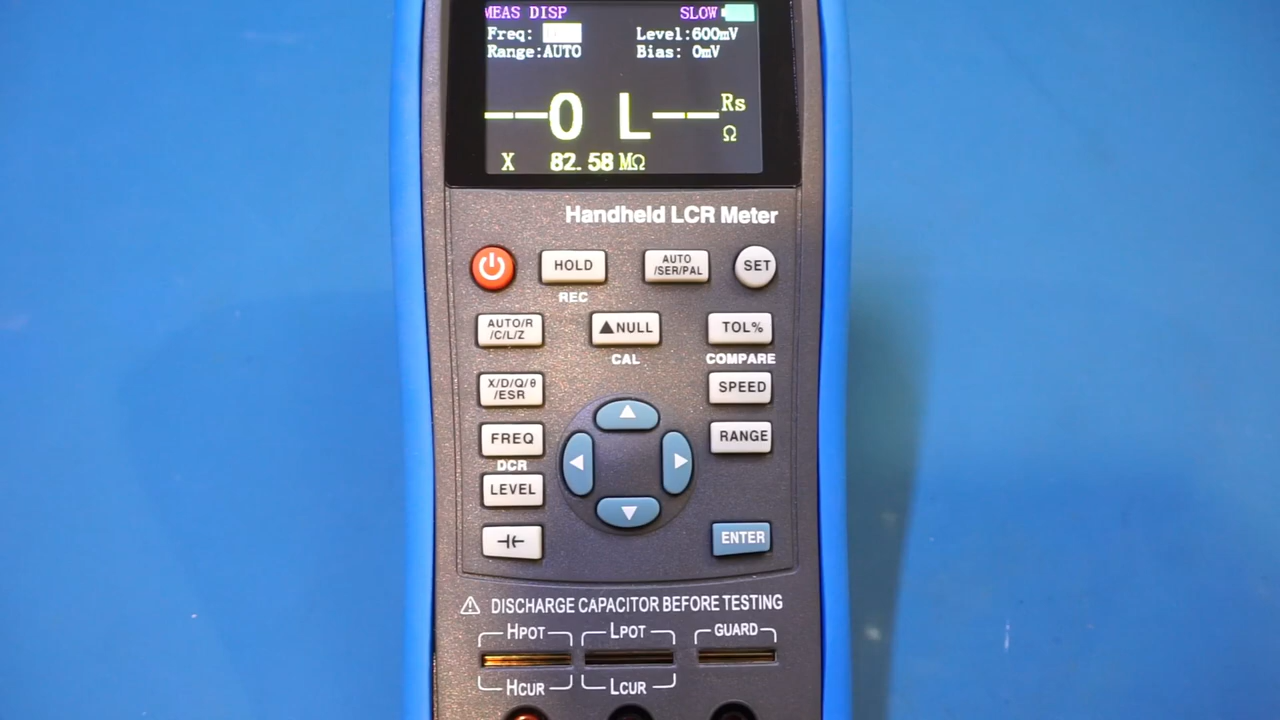 MEAS DISP SLOW
Freq: Level:600mV
Range:AUTO Bias: 0mV
——O L—— Rs
Ω
X 82.58 MΩ
Handheld LCR Meter
HOLD AUTO /SER/PAL SET
REC
AUTO/R /C/L/Z ▲NULL TOL%
CAL COMPARE
X/D/Q/θ /ESR SPEED
FREQ RANGE
DCR
LEVEL
ENTER
⚠ DISCHARGE CAPACITOR BEFORE TESTING
HPOT LPOT GUARD
HCUR LCUR